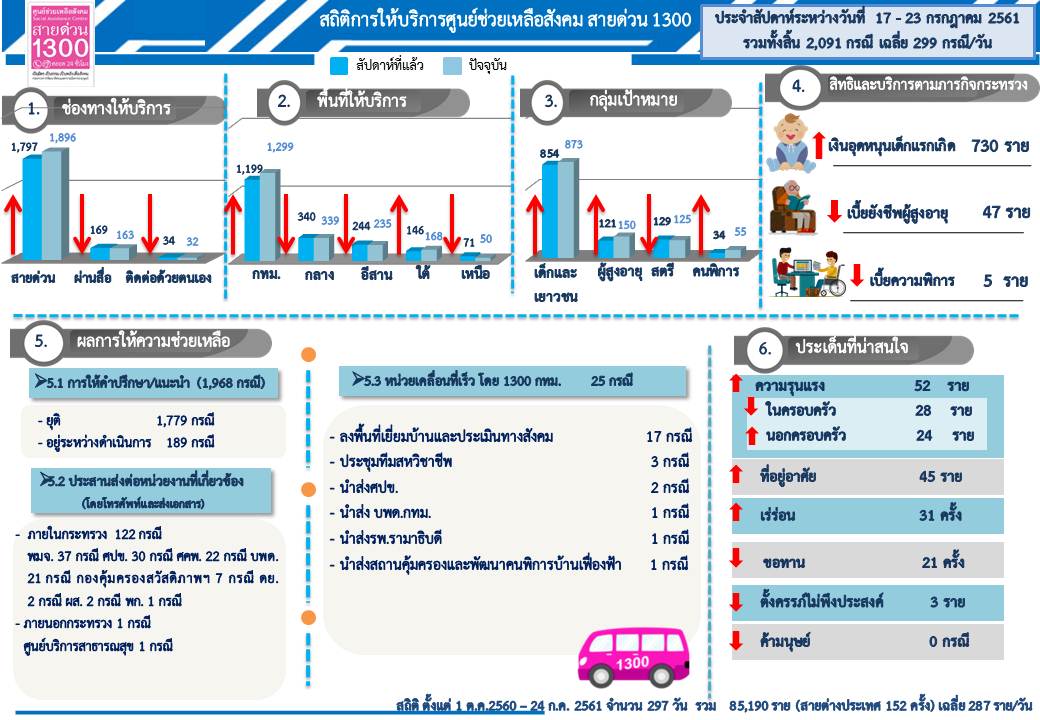 ศูนย์ช่วยเหลือสังคม
Social Assistance Center
สายด่วน
1300
ตลอด 24 ชั่วโมง
สถิติการให้บริการศูนย์ช่วยเหลือสังคม สายด่วน 1300
ประจำสัปดาห์ระหว่างวันที่ 17 - 23 กรกฎาคม 2561
รวมทั้งสิ้น 2,091 กรณี เฉลี่ย 299 กรณี/วัน
สัปดาห์ที่แล้ว ปัจจุบัน
1. ช่องทางให้บริการ
1,797 1,896
169 163
34 32
สายด่วน ผ่านสื่อ ติดต่อด้วยตนเอง
2. พื้นที่ให้บริการ
1,199 1,299
340 339
244 235
146 168
71 50
กทม. กลาง อีสาน ใต้ เหนือ
3. กลุ่มเป้าหมาย
854 873
121 150
129 125
34 55
เด็กและ ผู้สูงอายุ สตรี คนพิการ
เยาวชน
4. สิทธิและบริการตามภารกิจกระทรวง
เงินอุดหนุนเด็กแรกเกิด 730 ราย
เบี้ยยังชีพผู้สูงอายุ 47 ราย
เบี้ยความพิการ 5 ราย
5. ผลการให้ความช่วยเหลือ
5.1 การให้คำปรึกษา/แนะนำ (1,968 กรณี)
- ยุติ 1,779 กรณี
- อยู่ระหว่างดำเนินการ 189 กรณี
5.2 ประสานส่งต่อหน่วยงานที่เกี่ยวข้อง
(โดยโทรศัพท์และส่งเอกสาร)
- ภายในกระทรวง 122 กรณี
พมจ. 37 กรณี ศปข. 30 กรณี ศคพ. 22 กรณี บพด.
21 กรณี กองคุ้มครองสวัสดิภาพฯ 7 กรณี ดย.
2 กรณี ผส. 2 กรณี พก. 1 กรณี
- ภายนอกกระทรวง 1 กรณี
ศูนย์บริการสาธารณสุข 1 กรณี
5.3 หน่วยเคลื่อนที่เร็ว โดย 1300 กทม. 25 กรณี
- ลงพื้นที่เยี่ยมบ้านและประเมินทางสังคม 17 กรณี
- ประชุมทีมสหวิชาชีพ 3 กรณี
- นำส่งศปข. 2 กรณี
- นำส่ง บพด.กทม. 1 กรณี
- นำส่งรพ.รามาธิบดี 1 กรณี
- นำส่งสถานคุ้มครองและพัฒนาคนพิการบ้านเฟื่องฟ้า 1 กรณี
1300
6. ประเด็นที่น่าสนใจ
ความรุนแรง 52 ราย
ในครอบครัว 28 ราย
นอกครอบครัว 24 ราย
ที่อยู่อาศัย 45 ราย
เร่ร่อน 31 ครั้ง
ขอทาน 21 ครั้ง
ตั้งครรภ์ไม่พึงประสงค์ 3 ราย
ค้ามนุษย์ 0 กรณี
สถิติ ตั้งแต่ 1 ต.ค.2560 – 24 ก.ค. 2561 จำนวน 297 วัน รวม 85,190 ราย (สายต่างประเทศ 152 ครั้ง) เฉลี่ย 287 ราย/วัน